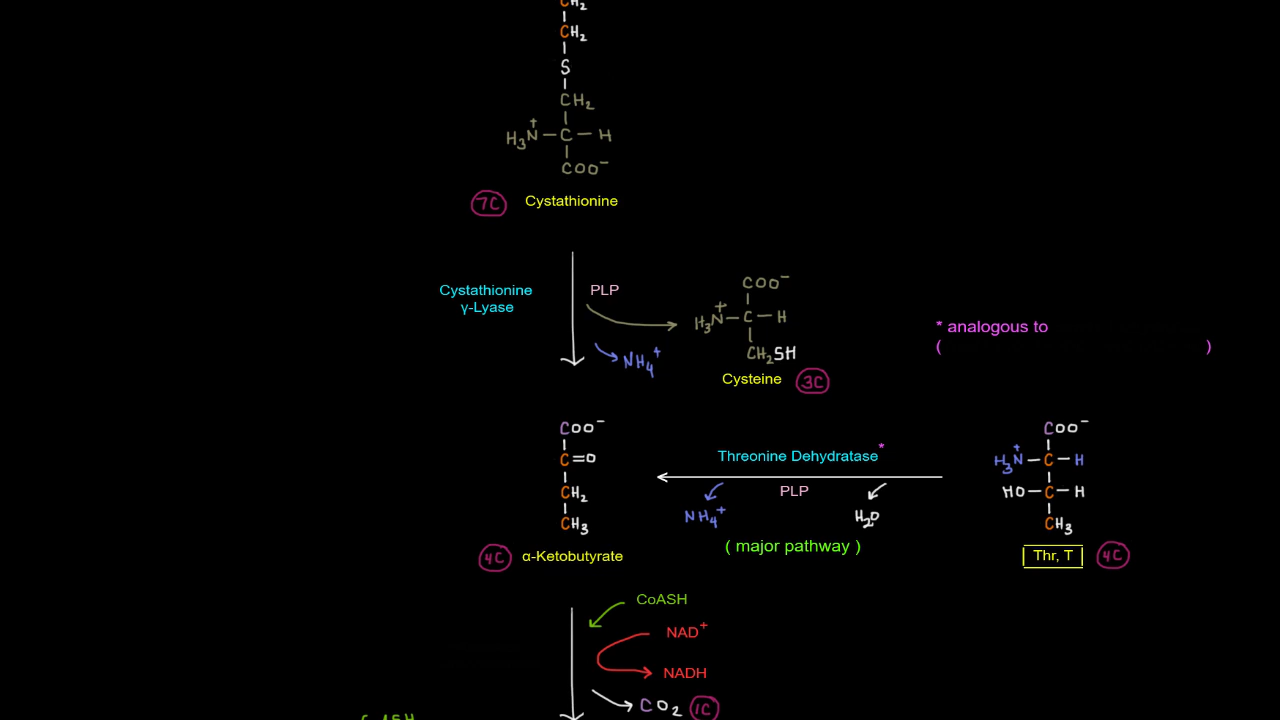 CH2
CH2
S
CH2
H3N+ — C — H
COO−
7C Cystathionine
Cystathionine
γ-Lyase
PLP
NH4+
COO−
H3N+ — C — H
CH2SH
Cysteine 3C
* analogous to
( )
COO−
C=O
CH2
CH3
4C α-Ketobutyrate
Threonine Dehydratase*
PLP
NH4+ H2O
( major pathway )
COO−
H3N+ — C — H
HO — C — H
CH3
Thr, T 4C
CoASH
NAD+
NADH
CO2 1C
CoASH